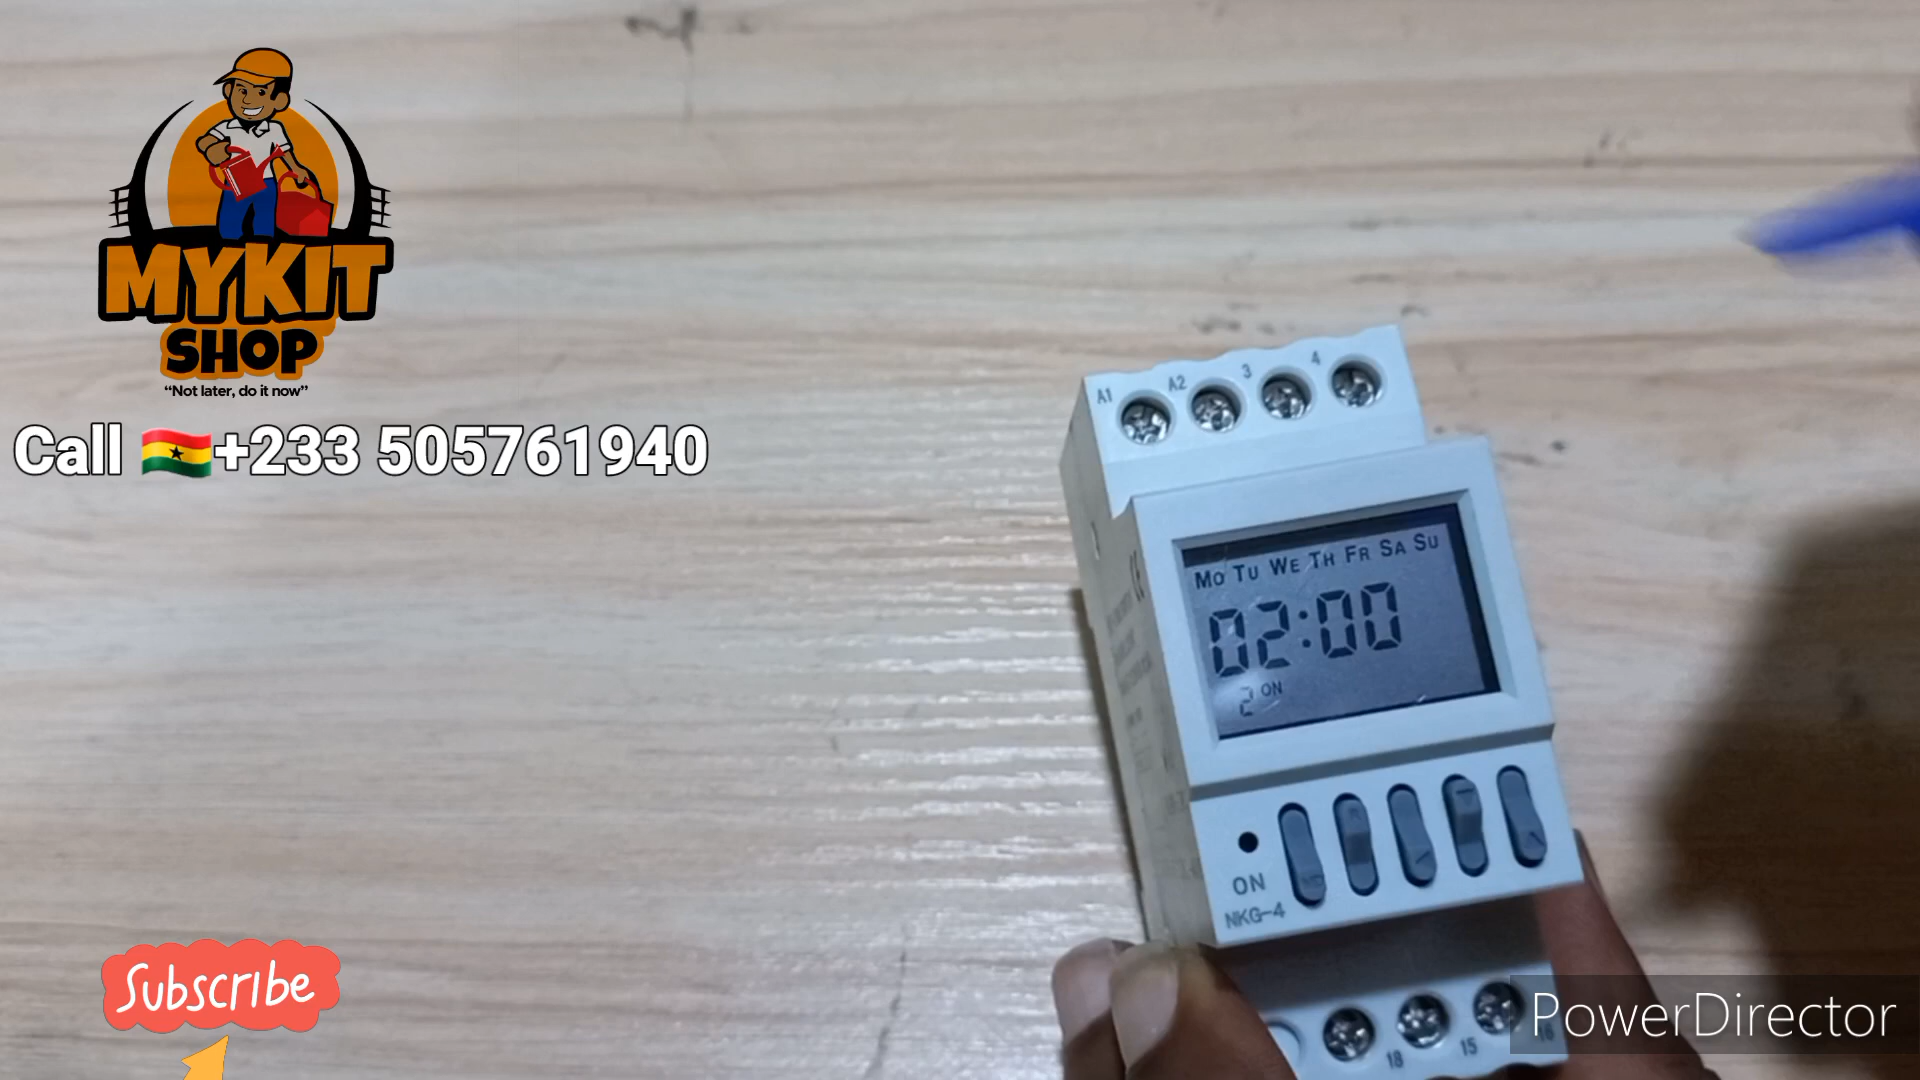 MYKIT
SHOP
“Not later, do it now”
Call +233 505761940
A1 A2 3 4
MO TU WE TH FR SA SU
02:00
2 ON
ON
NKG-4
18 15 16
Subscribe
PowerDirector